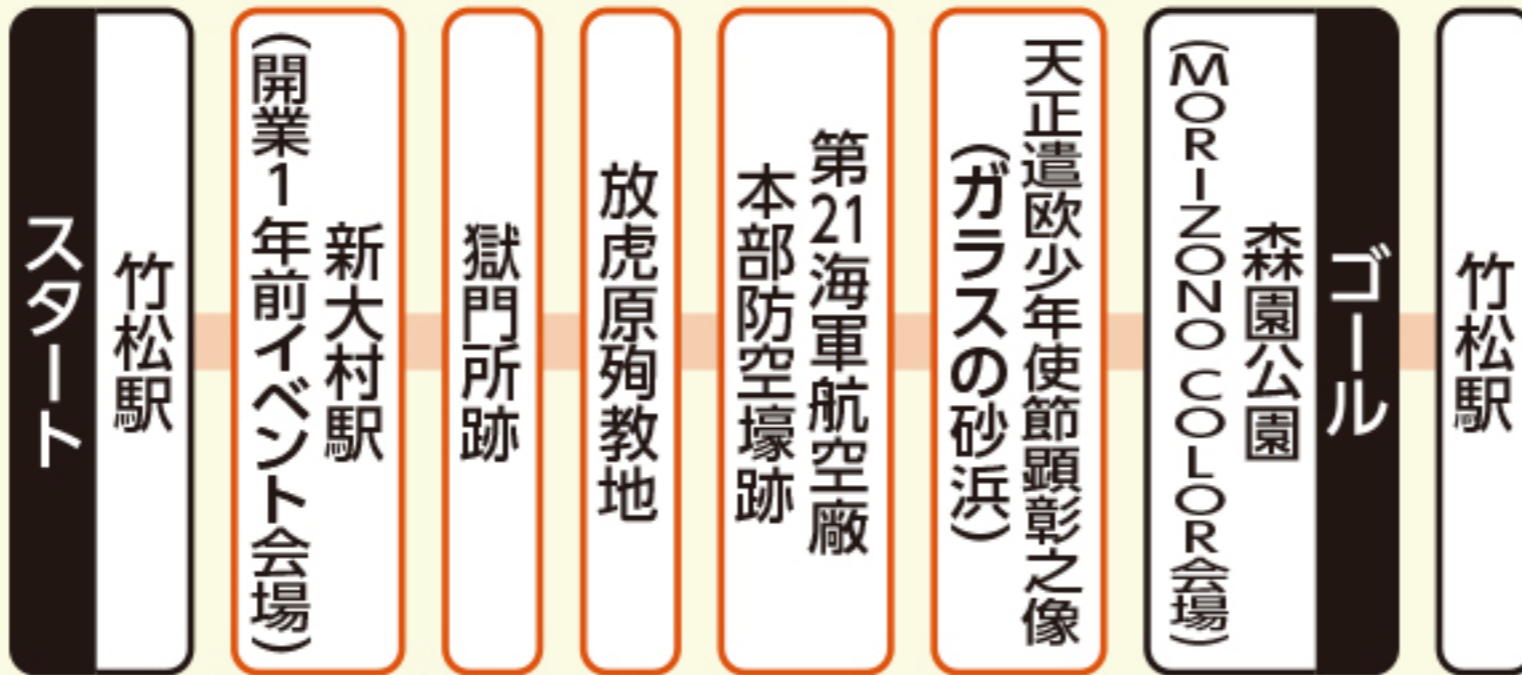 スタート
竹松駅
新大村駅
(開業1年前イベント会場)
獄門所跡
放虎原殉教地
第21海軍航空廠
本部防空壕跡
天正遣欧少年使節顕彰之像
(ガラスの砂浜)
ゴール
森園公園
(MORIZONO COLOR会場)
竹松駅